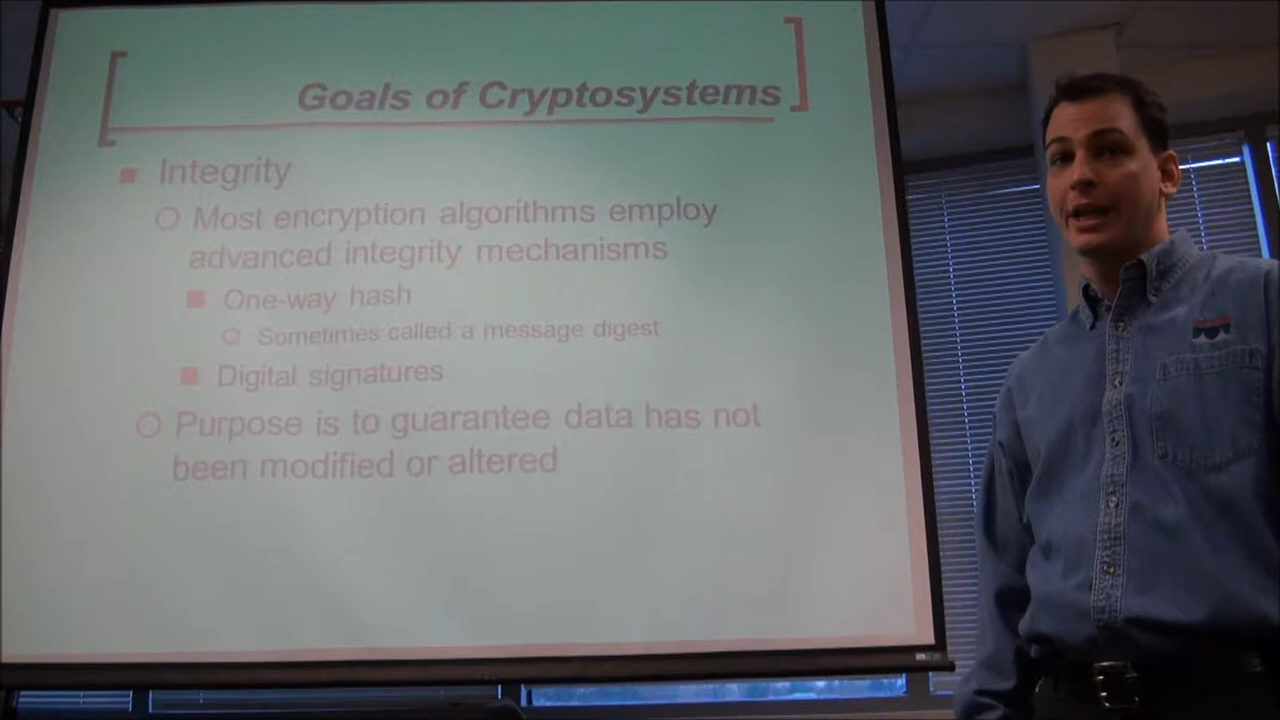 Goals of Cryptosystems
Integrity
Most encryption algorithms employ
advanced integrity mechanisms
One-way hash
Sometimes called a message digest
Digital signatures
Purpose is to guarantee data has not
been modified or altered